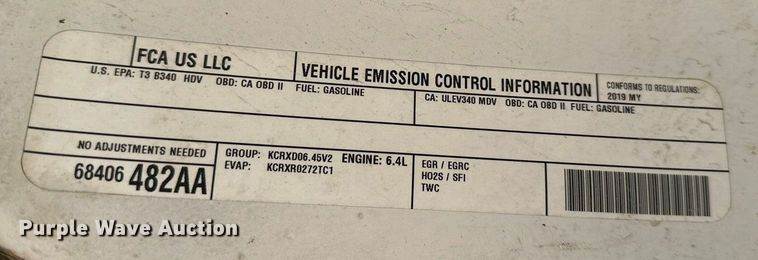 FCA US LLC
VEHICLE EMISSION CONTROL INFORMATION
CONFORMS TO REGULATIONS:
2019 MY
U.S. EPA: T3 B340 HDV OBD: CA OBD II FUEL: GASOLINE
CA: ULEV340 MDV OBD: CA OBD II FUEL: GASOLINE
NO ADJUSTMENTS NEEDED
68406 482AA
GROUP: KCRXD06.45V2 ENGINE: 6.4L
EVAP: KCRXR0272TC1
EGR / EGRC
HO2S / SFI
TWC
Purple Wave Auction